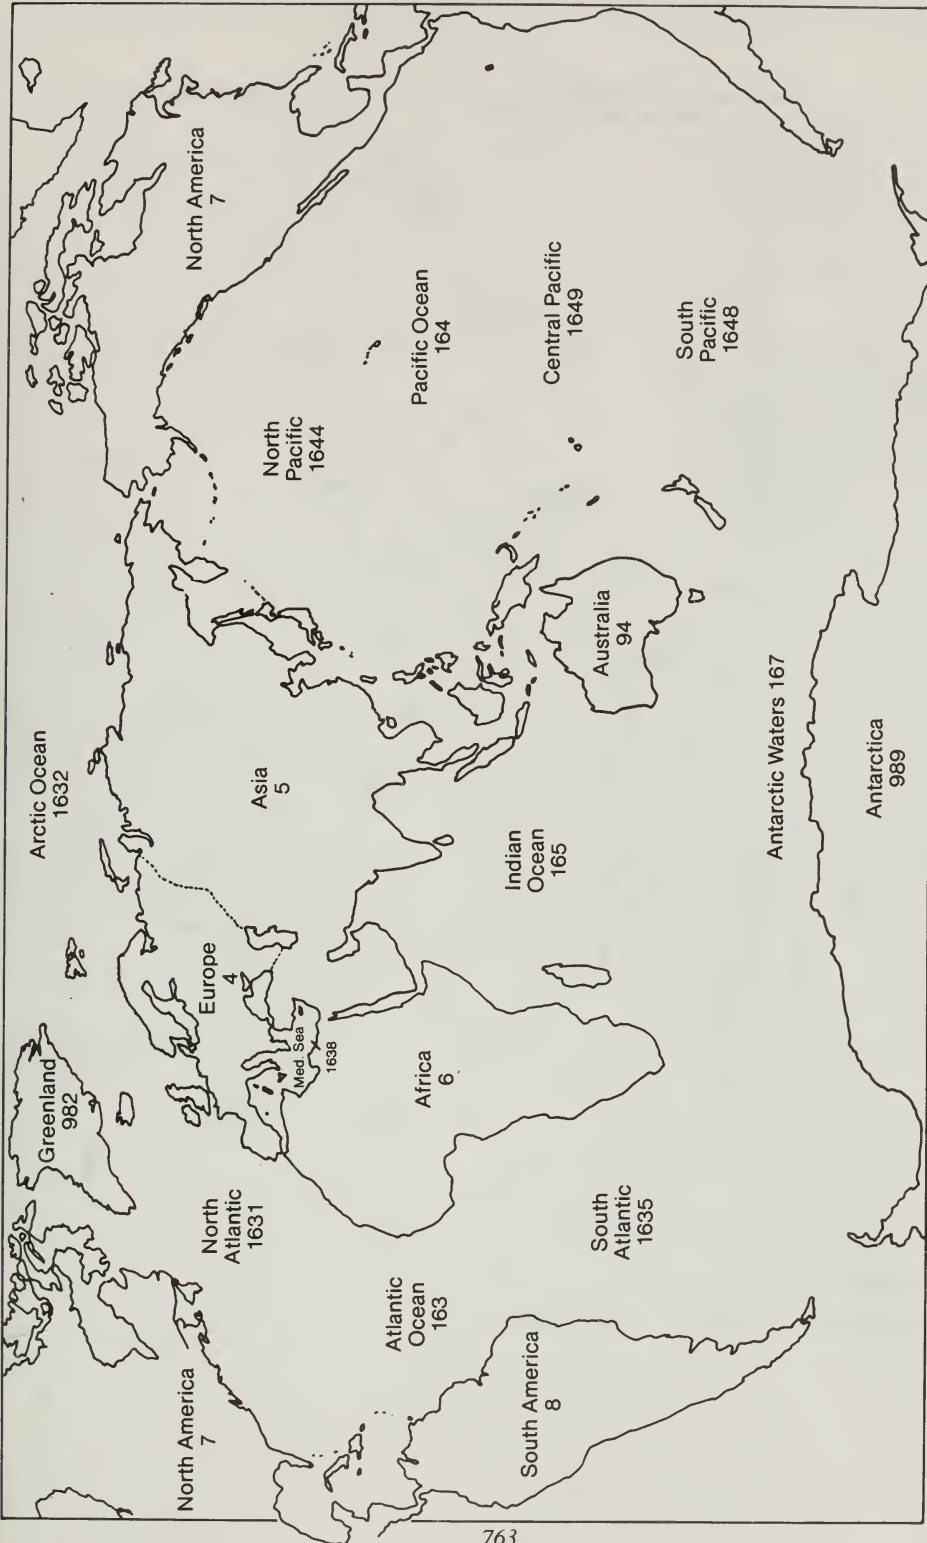 Arctic Ocean
1632
Greenland
982
North America
7
North America
7
Europe
4
Asia
5
Med. Sea
1638
North
Atlantic
1631
North
Pacific
1644
Atlantic
Ocean
163
Africa
6
Pacific Ocean
164
Indian
Ocean
165
Central Pacific
1649
South America
8
South
Atlantic
1635
Australia
94
South
Pacific
1648
Antarctic Waters 167
Antarctica
989
763